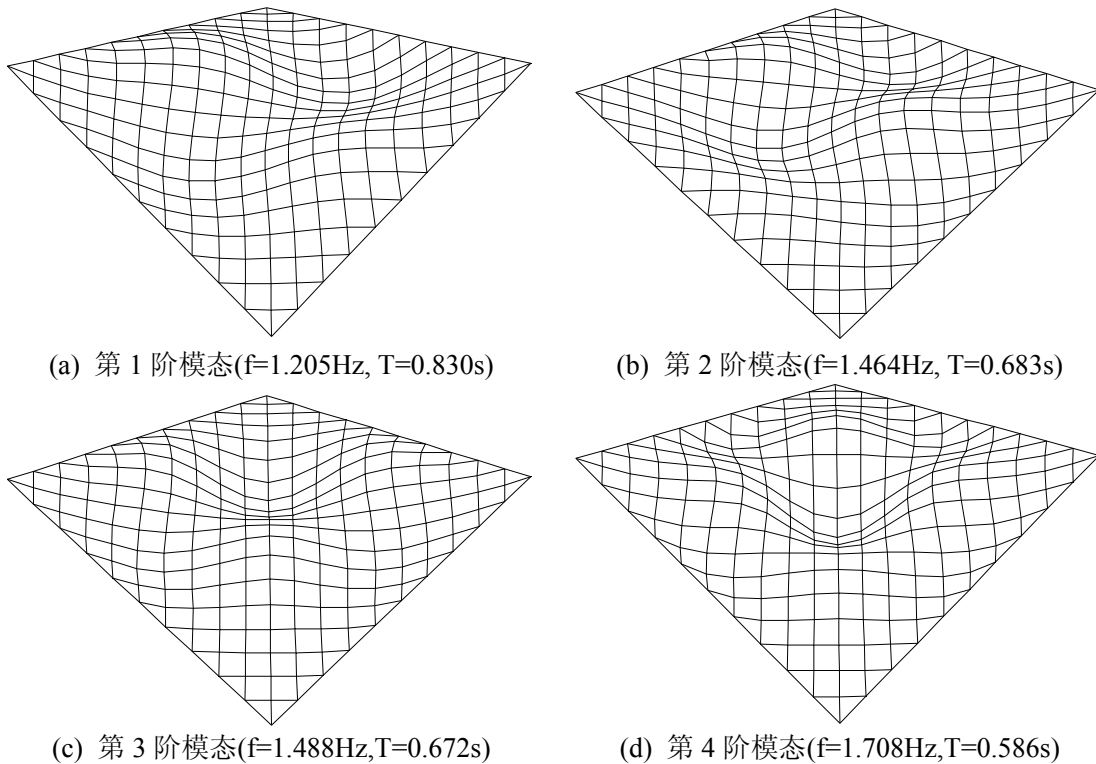 (a) 第 1 阶模态(f=1.205Hz, T=0.830s)
(b) 第 2 阶模态(f=1.464Hz, T=0.683s)
(c) 第 3 阶模态(f=1.488Hz,T=0.672s)
(d) 第 4 阶模态(f=1.708Hz,T=0.586s)